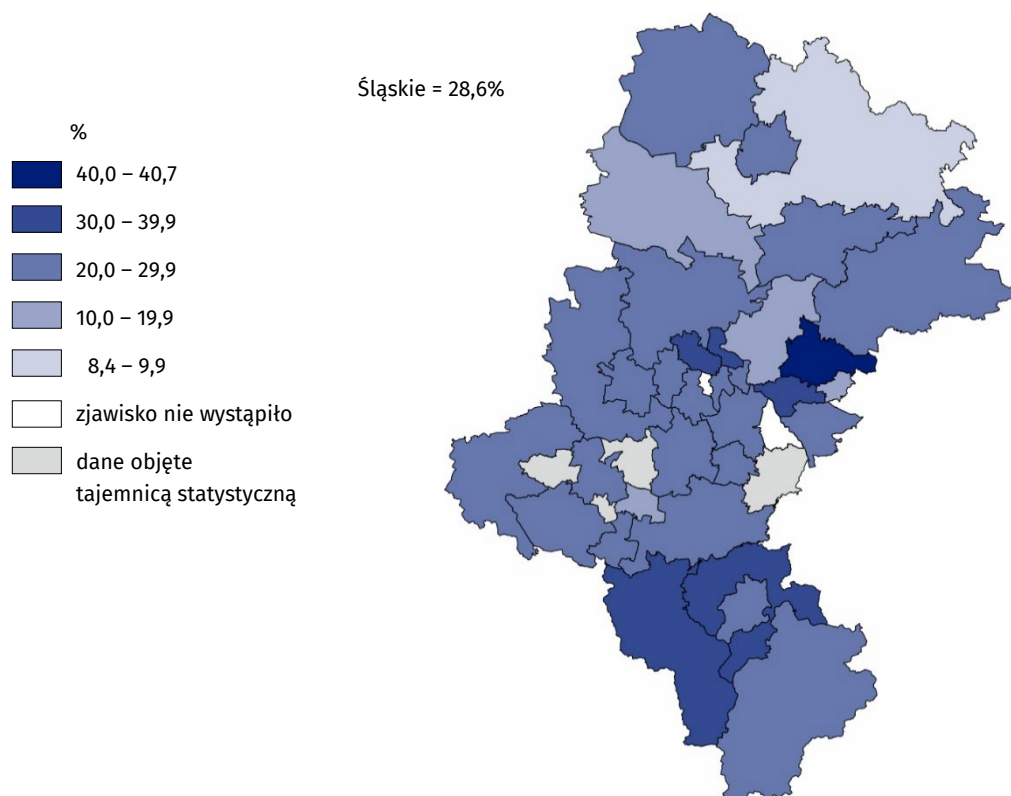 Śląskie = 28,6%
%
40,0 – 40,7
30,0 – 39,9
20,0 – 29,9
10,0 – 19,9
8,4 – 9,9
zjawisko nie wystąpiło
dane objęte
tajemnicą statystyczną